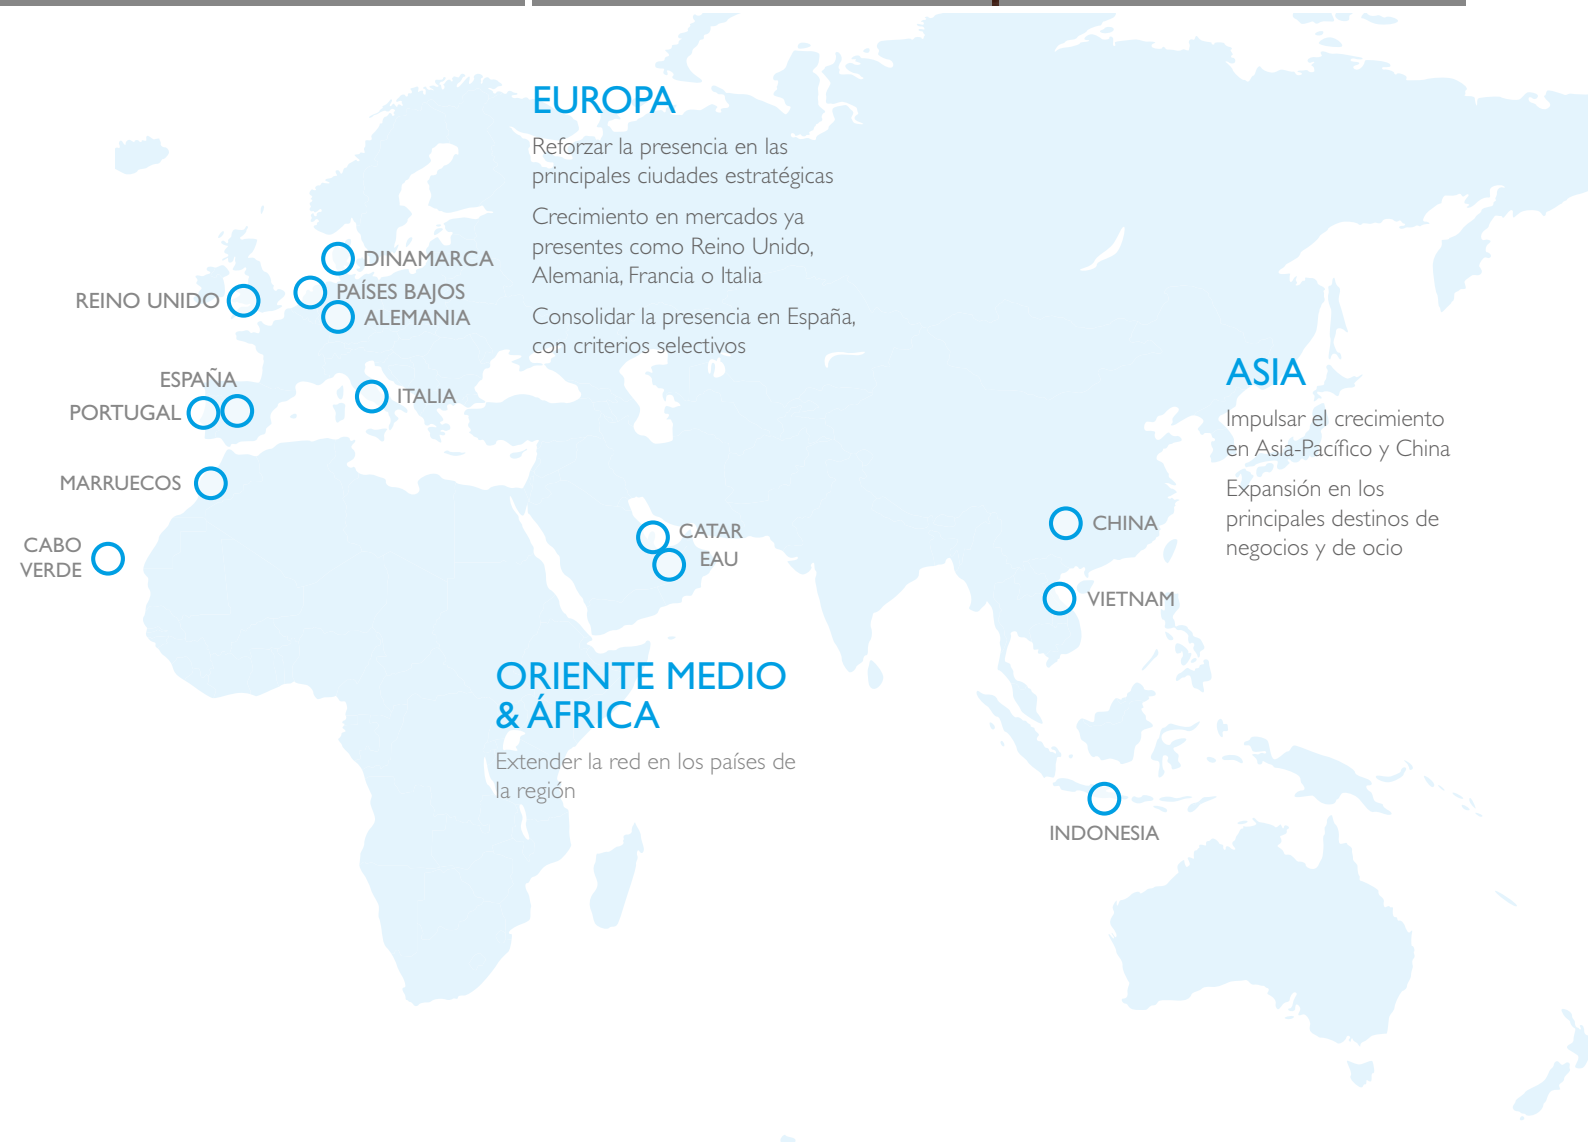 EUROPA
Reforzar la presencia en las
principales ciudades estratégicas
Crecimiento en mercados ya
presentes como Reino Unido,
Alemania, Francia o Italia
Consolidar la presencia en España,
con criterios selectivos
DINAMARCA
PAÍSES BAJOS
ALEMANIA
REINO UNIDO
ESPAÑA
PORTUGAL
ITALIA
MARRUECOS
CABO
VERDE
CATAR
EAU
ORIENTE MEDIO
& ÁFRICA
Extender la red en los países de
la región
ASIA
Impulsar el crecimiento
en Asia-Pacífico y China
Expansión en los
principales destinos de
negocios y de ocio
CHINA
VIETNAM
INDONESIA